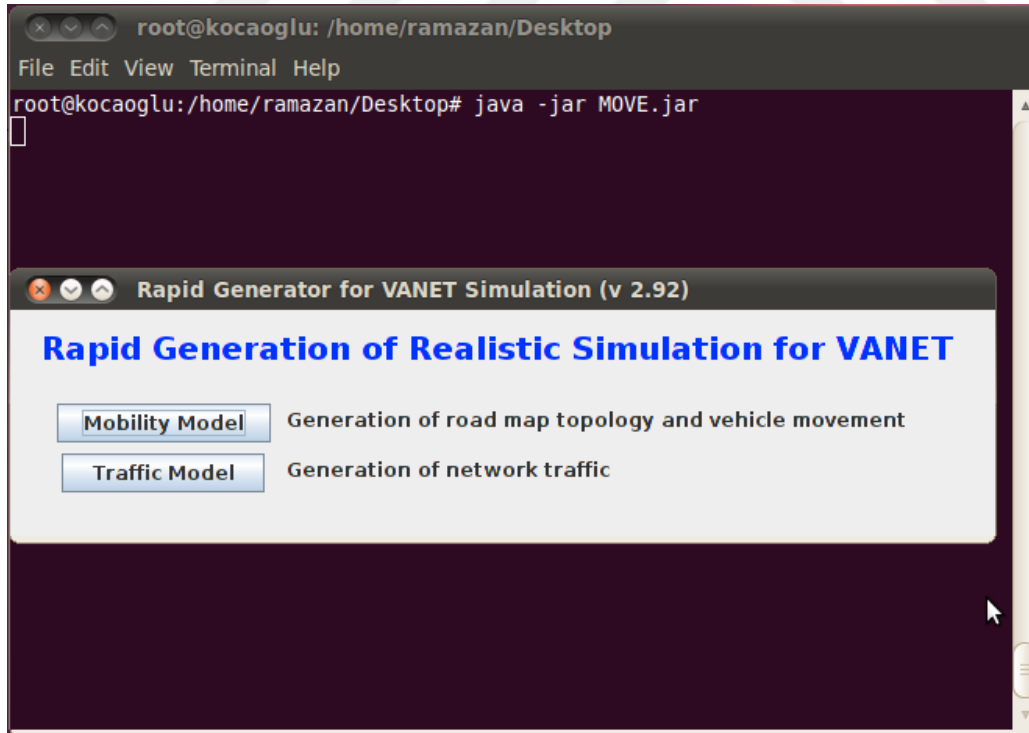 root@kocaoglu: /home/ramazan/Desktop
File Edit View Terminal Help
root@kocaoglu:/home/ramazan/Desktop# java -jar MOVE.jar
Rapid Generator for VANET Simulation (v 2.92)
Rapid Generation of Realistic Simulation for VANET
Mobility Model Generation of road map topology and vehicle movement
Traffic Model Generation of network traffic